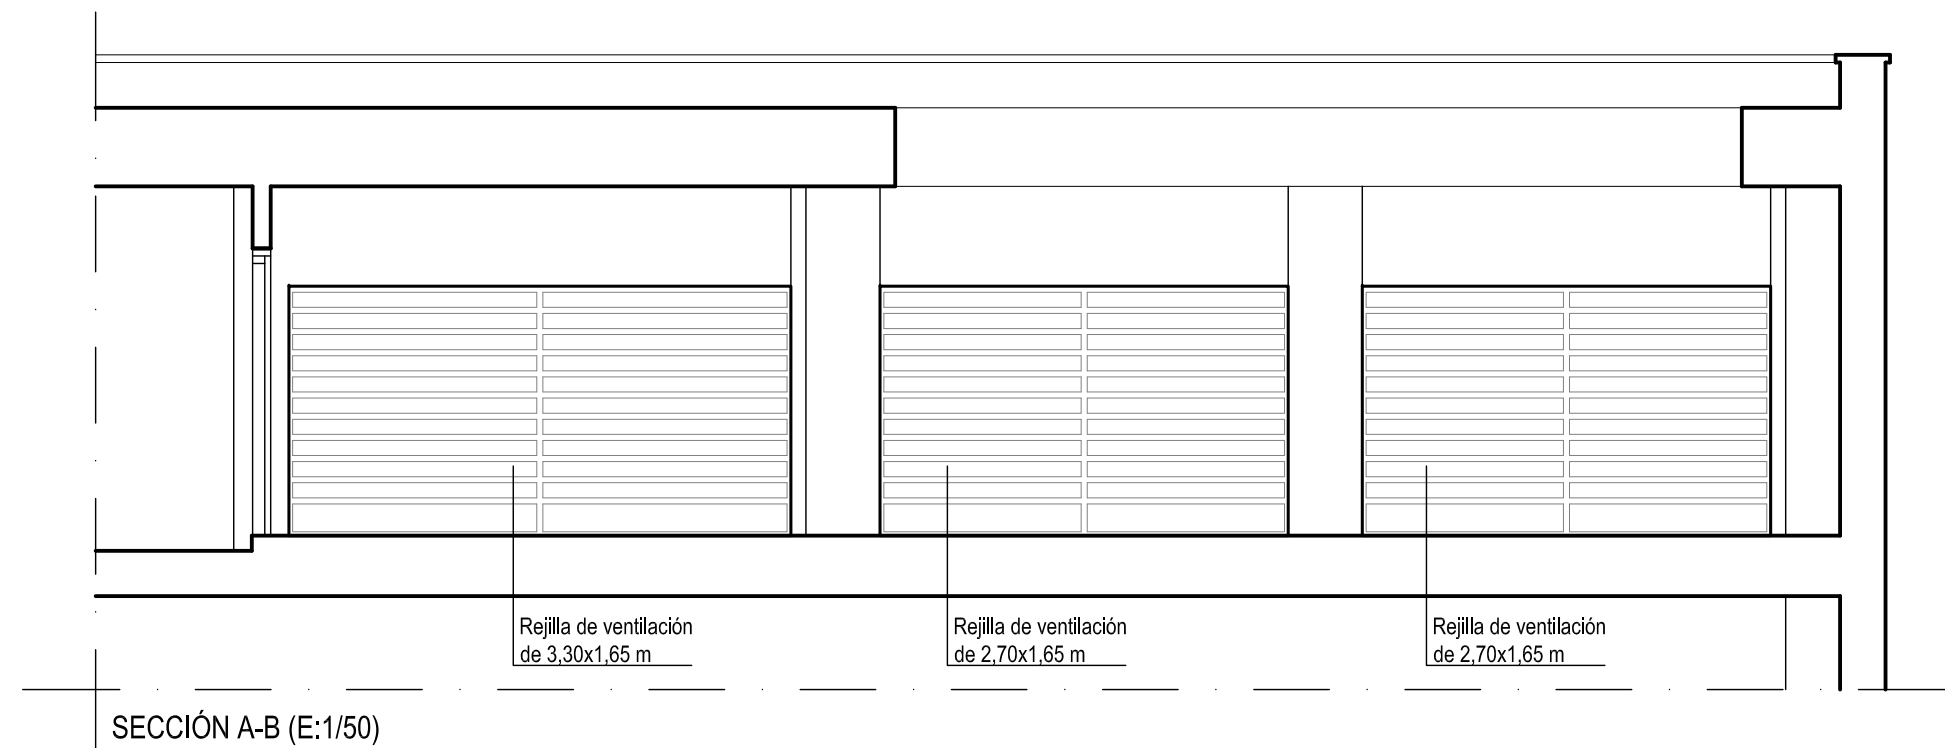 Rejilla de ventilación
de 3,30x1,65 m
Rejilla de ventilación
de 2,70x1,65 m
Rejilla de ventilación
de 2,70x1,65 m
SECCIÓN A-B (E:1/50)